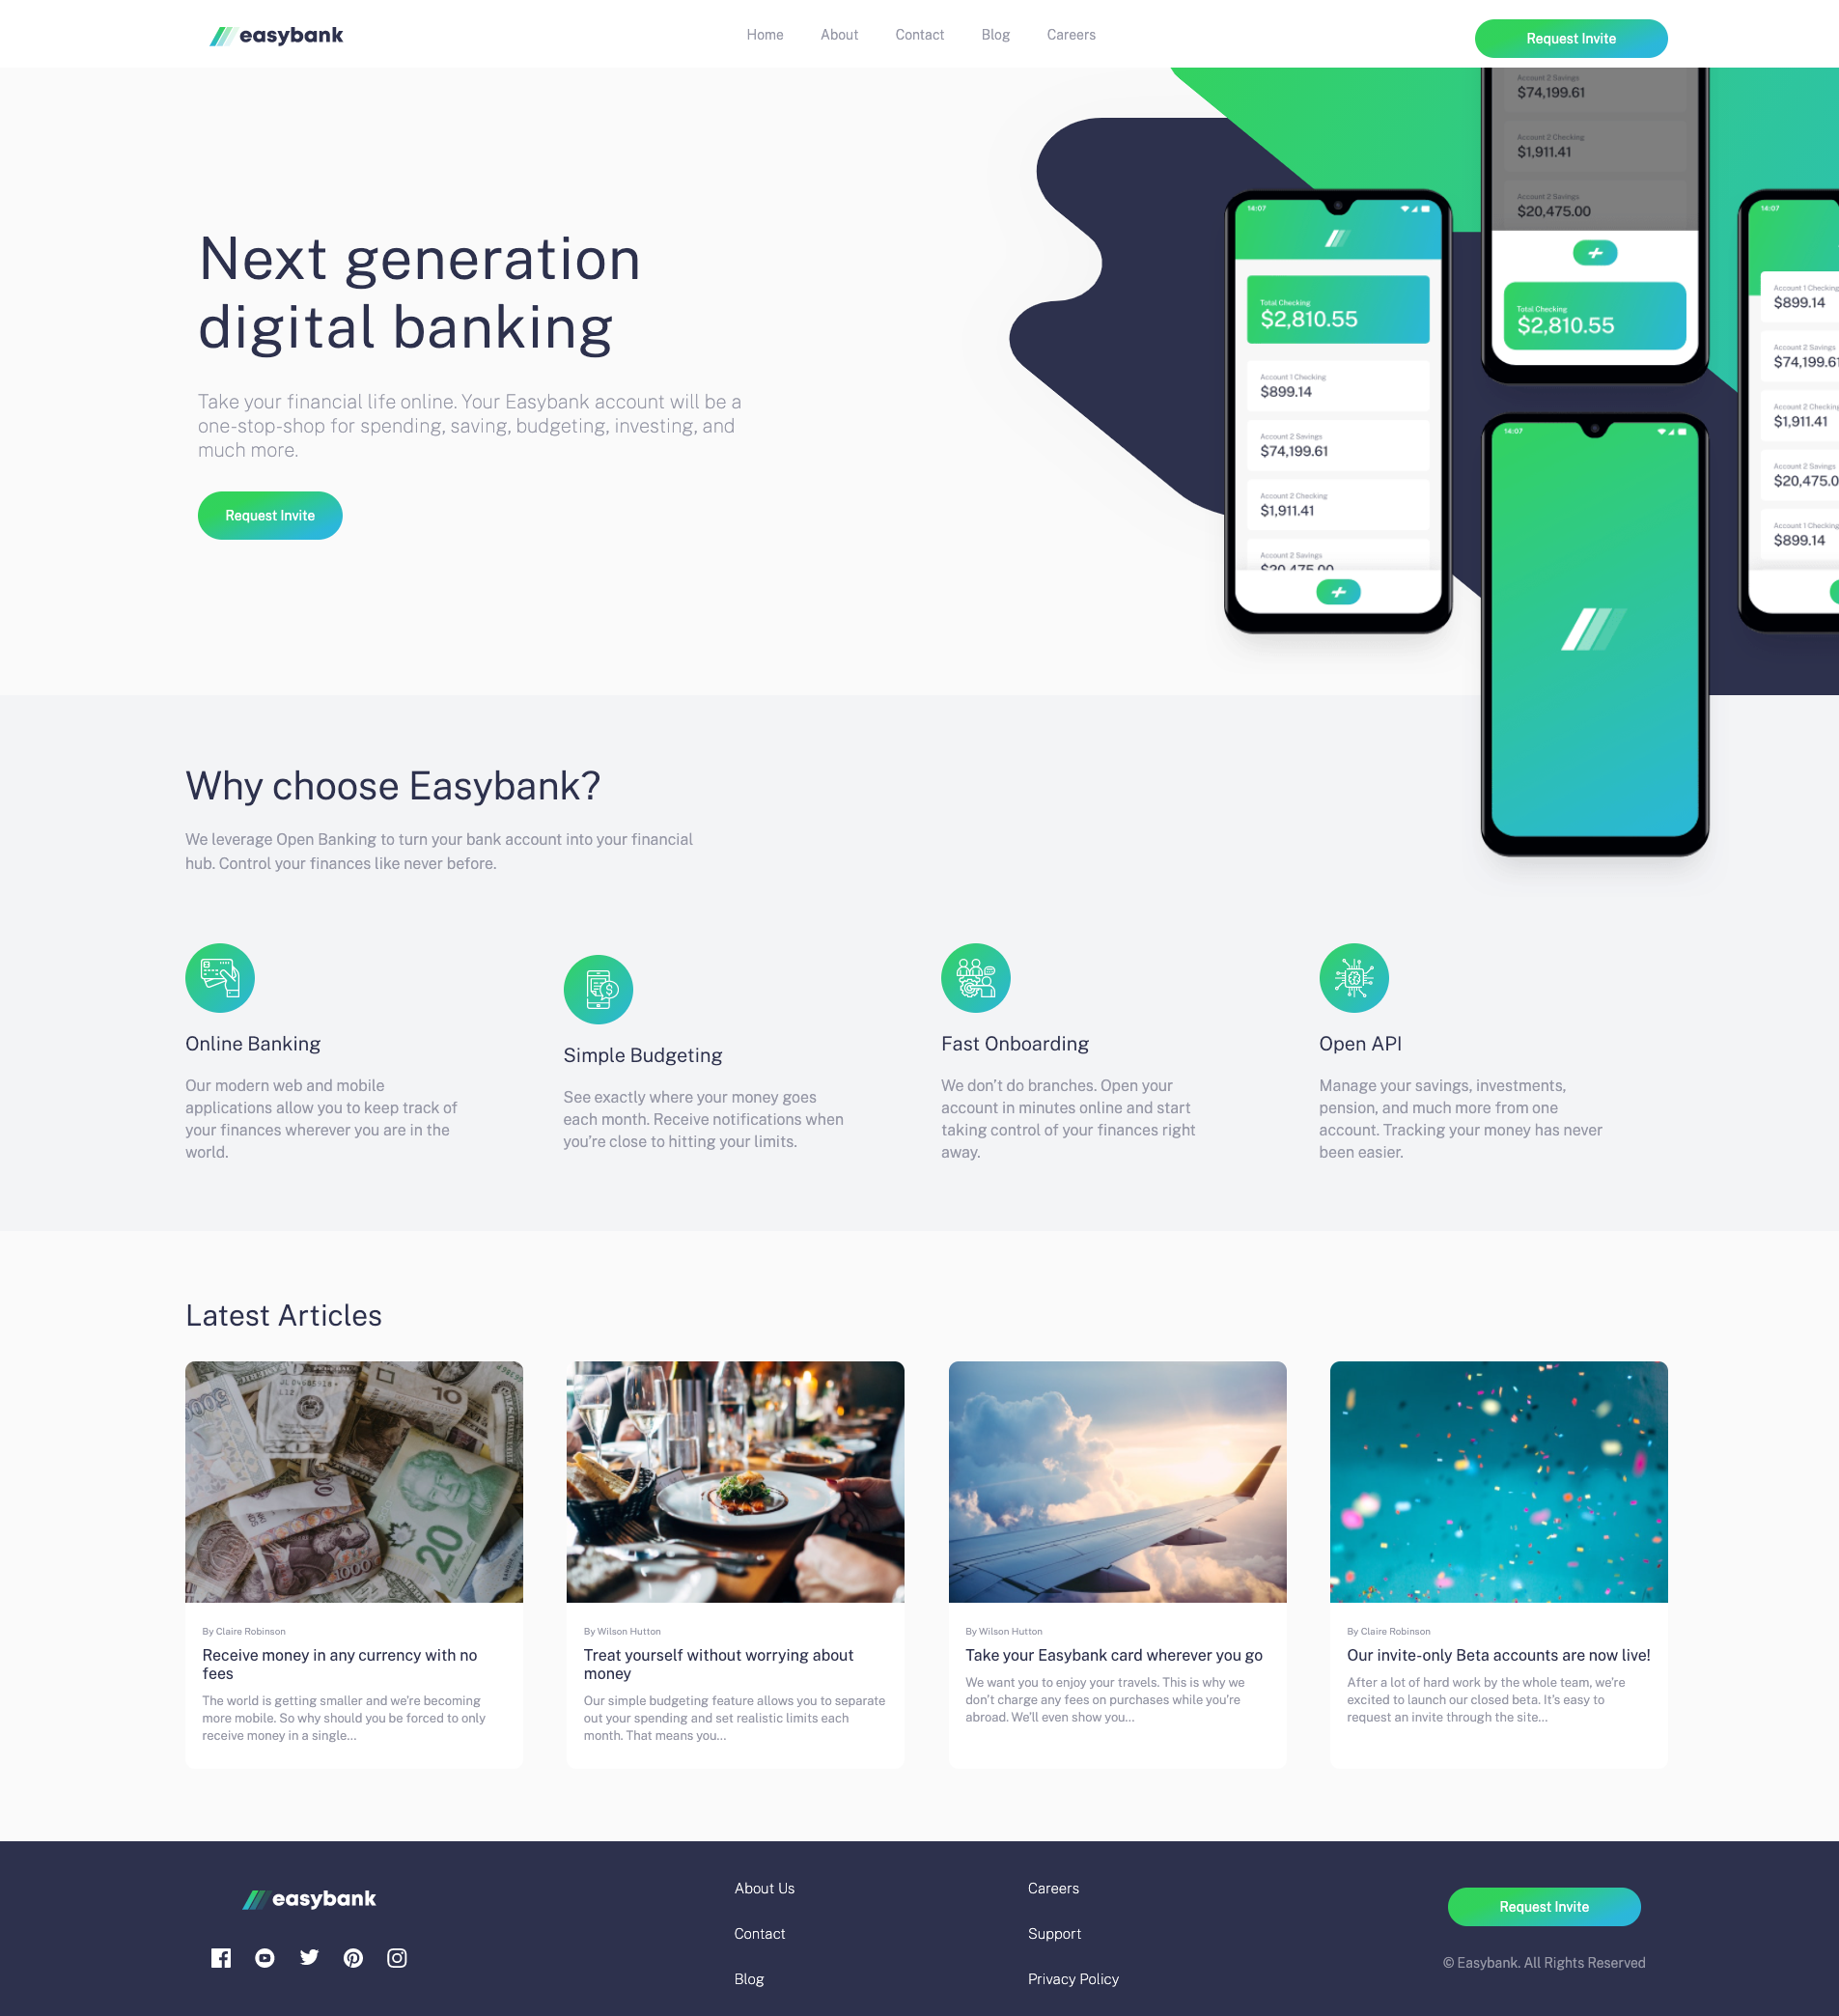 easybank
Home
About
Contact
Blog
Careers
Request Invite
Next generation
digital banking
Take your financial life online. Your Easybank account will be a
one-stop-shop for spending, saving, budgeting, investing, and
much more.
Request Invite
14:07
Total Checking
$2,810.55
Account 1 Checking
$899.14
Account 2 Savings
$74,199.61
Account 2 Checking
$1,911.41
Account 2 Savings
$20,475.00
Account 2 Savings
$74,199.61
Account 2 Checking
$1,911.41
Account 2 Savings
$20,475.00
Total Checking
$2,810.55
14:07
14:07
Account 1 Checking
$899.14
Account 2 Savings
$74,199.61
Account 2 Checking
$1,911.41
Account 2 Savings
$20,475.0
Account 1 Checking
$899.14
Why choose Easybank?
We leverage Open Banking to turn your bank account into your financial
hub. Control your finances like never before.
Online Banking
Our modern web and mobile
applications allow you to keep track of
your finances wherever you are in the
world.
Simple Budgeting
See exactly where your money goes
each month. Receive notifications when
you’re close to hitting your limits.
Fast Onboarding
We don’t do branches. Open your
account in minutes online and start
taking control of your finances right
away.
Open API
Manage your savings, investments,
pension, and much more from one
account. Tracking your money has never
been easier.
Latest Articles
10
20
1000
By Claire Robinson
Receive money in any currency with no
fees
The world is getting smaller and we’re becoming
more mobile. So why should you be forced to only
receive money in a single…
By Wilson Hutton
Treat yourself without worrying about
money
Our simple budgeting feature allows you to separate
out your spending and set realistic limits each
month. That means you…
By Wilson Hutton
Take your Easybank card wherever you go
We want you to enjoy your travels. This is why we
don’t charge any fees on purchases while you’re
abroad. We’ll even show you…
By Claire Robinson
Our invite-only Beta accounts are now live!
After a lot of hard work by the whole team, we’re
excited to launch our closed beta. It’s easy to
request an invite through the site…
easybank
About Us
Contact
Blog
Careers
Support
Privacy Policy
Request Invite
© Easybank. All Rights Reserved